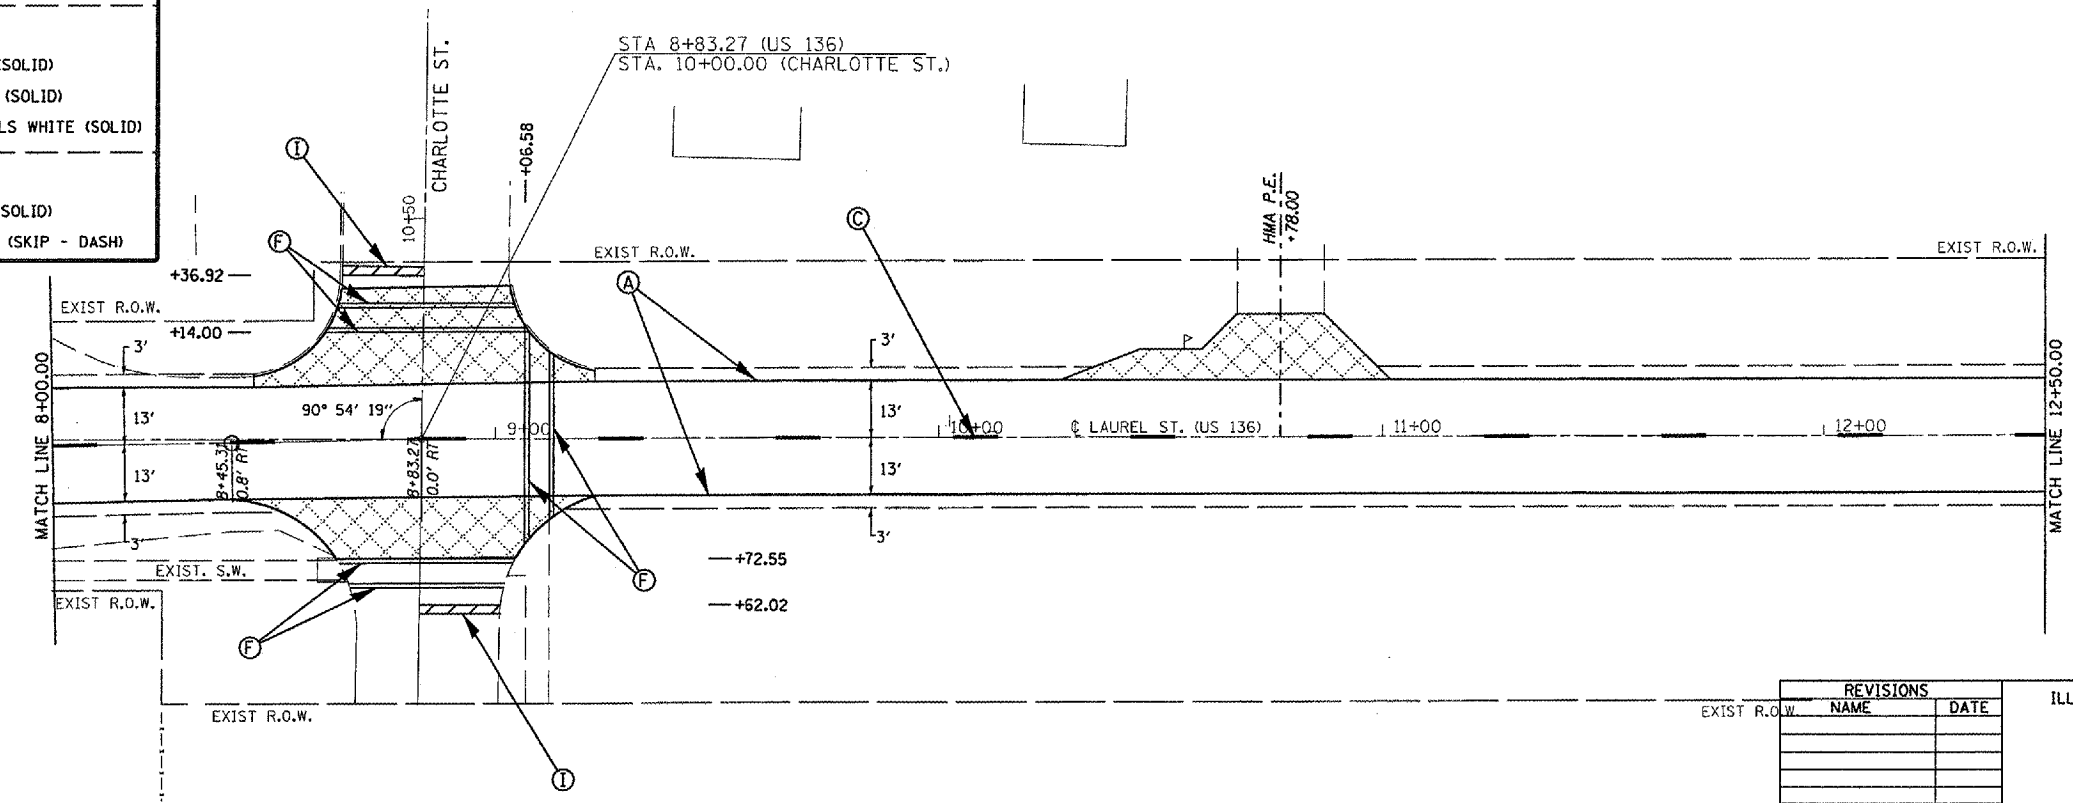 (SOLID)
(SOLID)
LS WHITE (SOLID)
SOLID)
(SKIP - DASH)
CHARLOTTE ST.
STA 8+83.27 (US 136)
STA. 10+00.00 (CHARLOTTE ST.)
+06.58
I
10+50
F
C
HMA P.E.
+78.00
EXIST R.O.W.
EXIST R.O.W.
+36.92
A
EXIST R.O.W.
+14.00
3'
3'
MATCH LINE 8+00.00
MATCH LINE 12+50.00
13'
90° 54' 19"
13'
9+00
10+00
℄ LAUREL ST. (US 136)
11+00
12+00
13'
13'
8+45.31
0.8' RT
8+83.27
0.0' RT
3'
3'
+72.55
EXIST. S.W.
F
EXIST R.O.W.
+62.02
F
EXIST R.O.W.
I
EXIST R.O.W.
REVISIONS
NAME
DATE
ILL